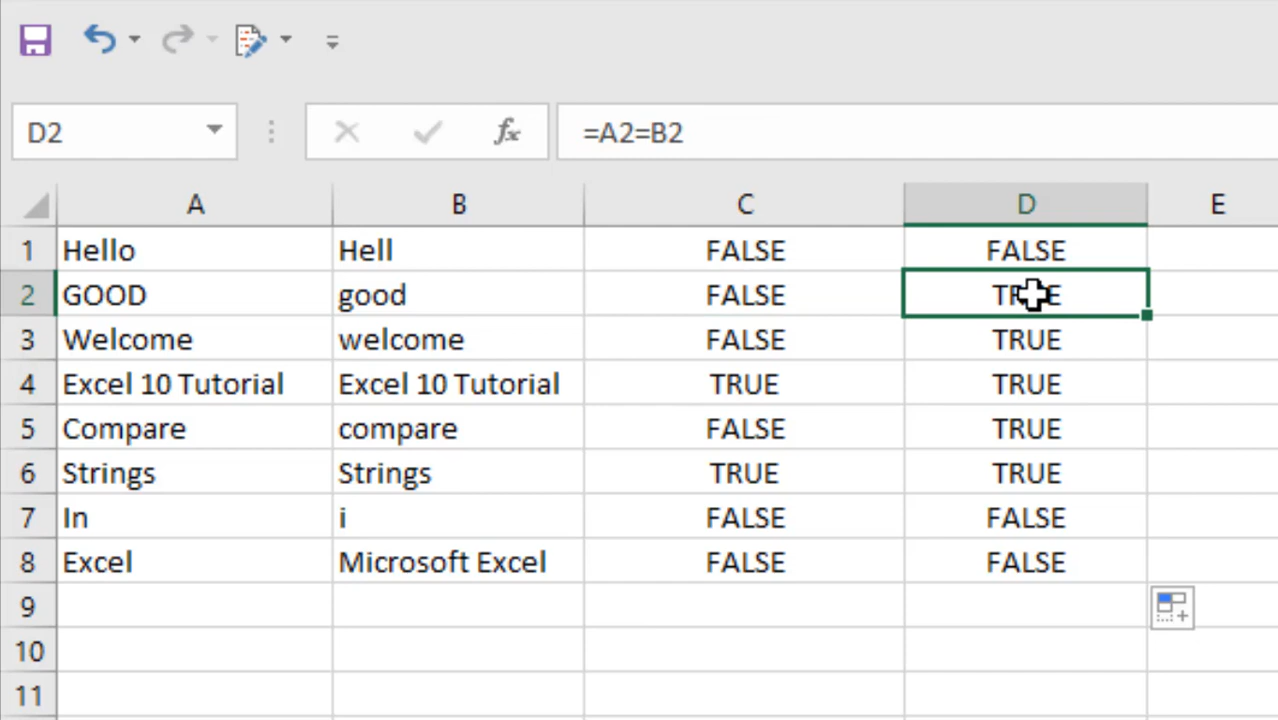 D2 fx =A2=B2
A B C D E
1 Hello Hell FALSE FALSE
2 GOOD good FALSE TRUE
3 Welcome welcome FALSE TRUE
4 Excel 10 Tutorial Excel 10 Tutorial TRUE TRUE
5 Compare compare FALSE TRUE
6 Strings Strings TRUE TRUE
7 In i FALSE FALSE
8 Excel Microsoft Excel FALSE FALSE
9
10
11